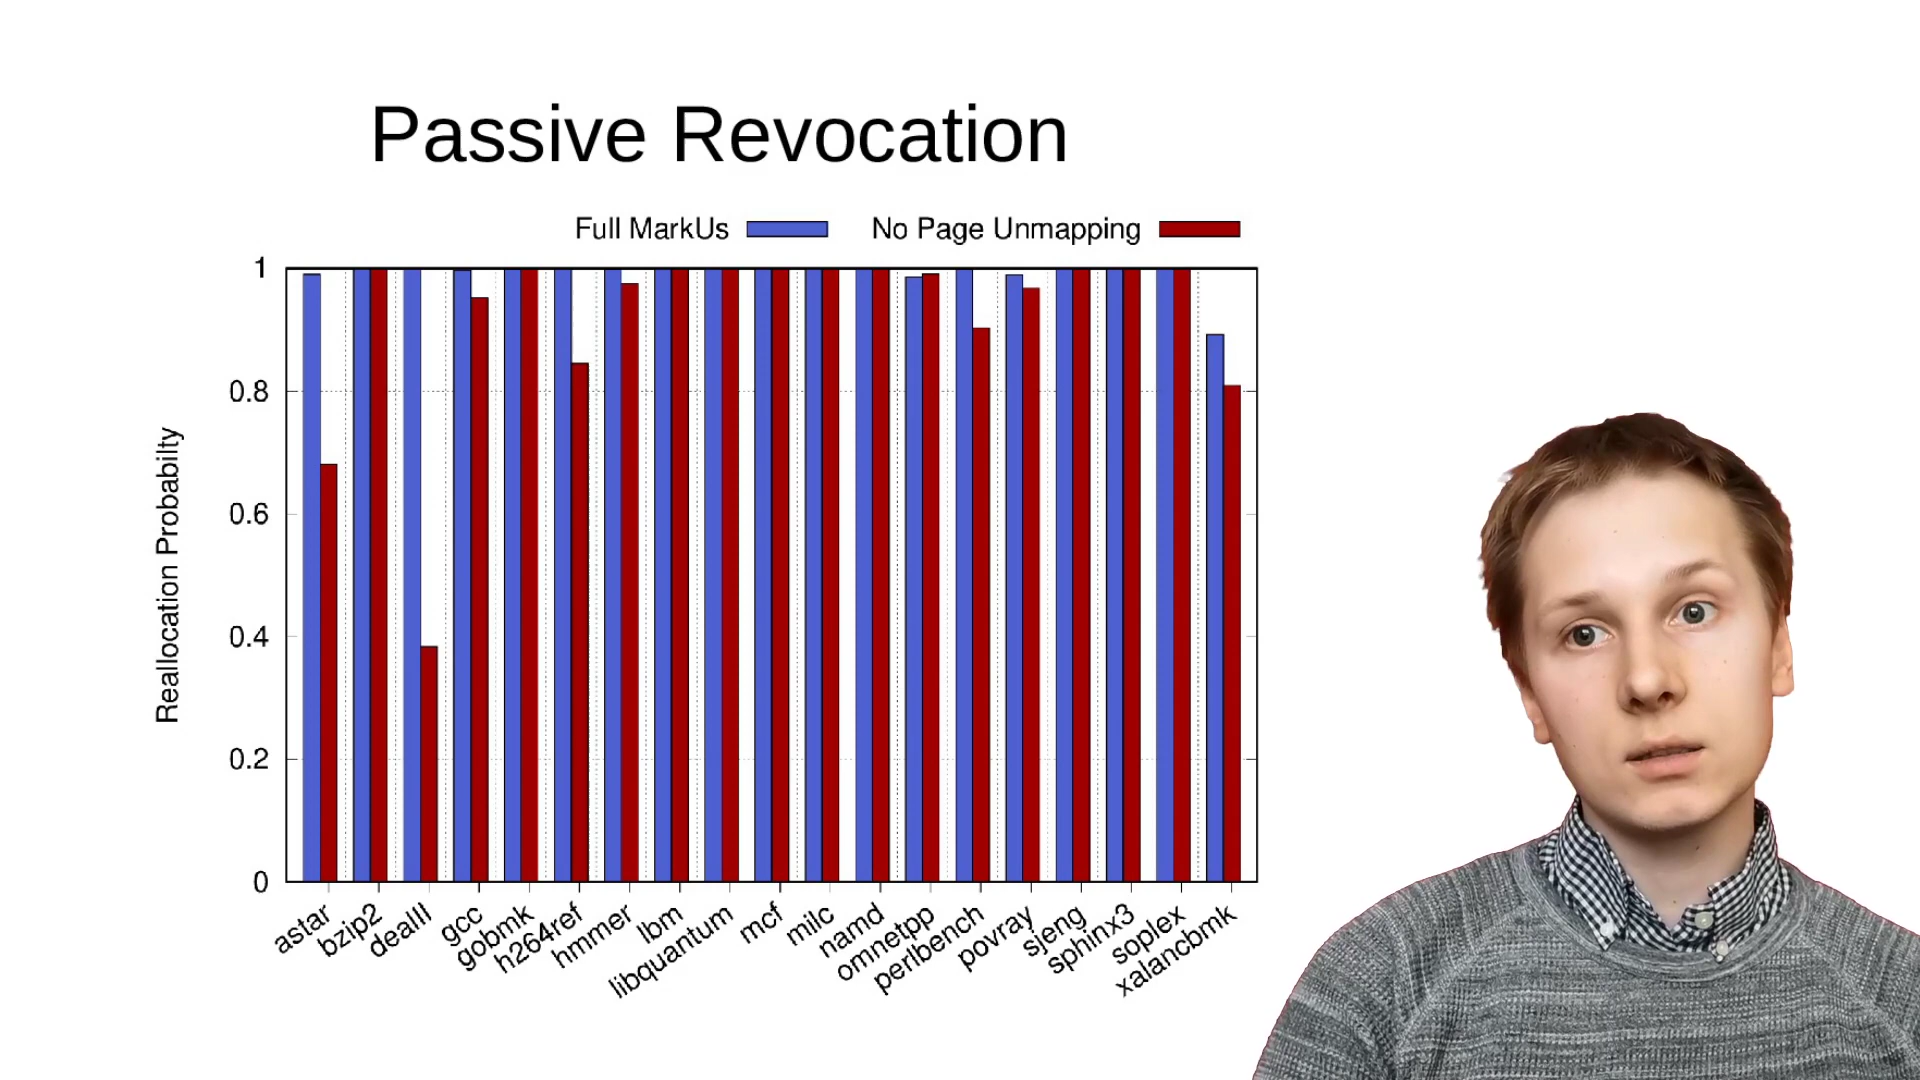 Passive Revocation
Full MarkUs
No Page Unmapping
Reallocation Probabilty
1
0.8
0.6
0.4
0.2
0
astar
bzip2
dealII
gcc
gobmk
h264ref
hmmer
lbm
libquantum
mcf
milc
namd
omnetpp
perlbench
povray
sjeng
sphinx3
soplex
xalancbmk